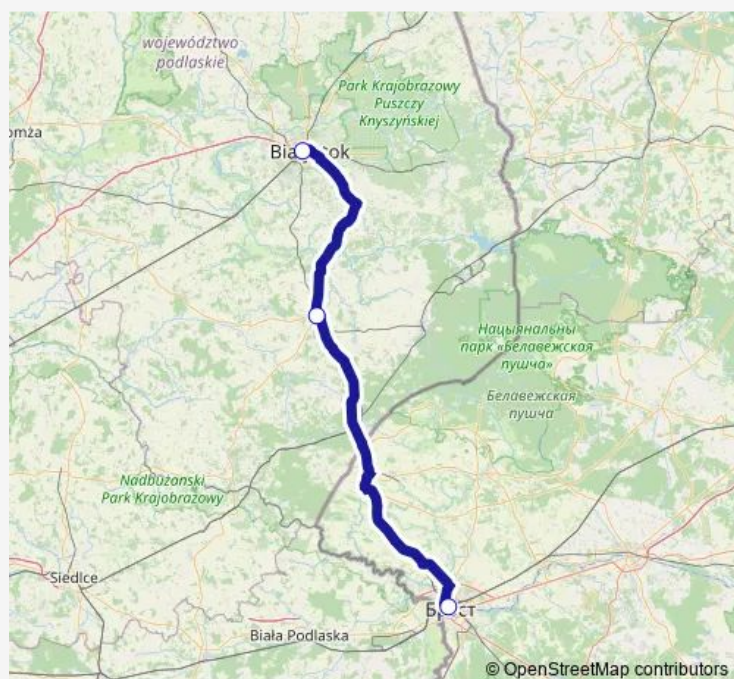 województwo
podlaskie
Park Krajobrazowy
Puszczy
Knyszyńskiej
omża
Нацыянальны
парк «Белавежская
пушча»
Белавежская
пушча
Nadbużański
Park Krajobrazowy
Siedlce
Biała Podlaska
© OpenStreetMap contributors